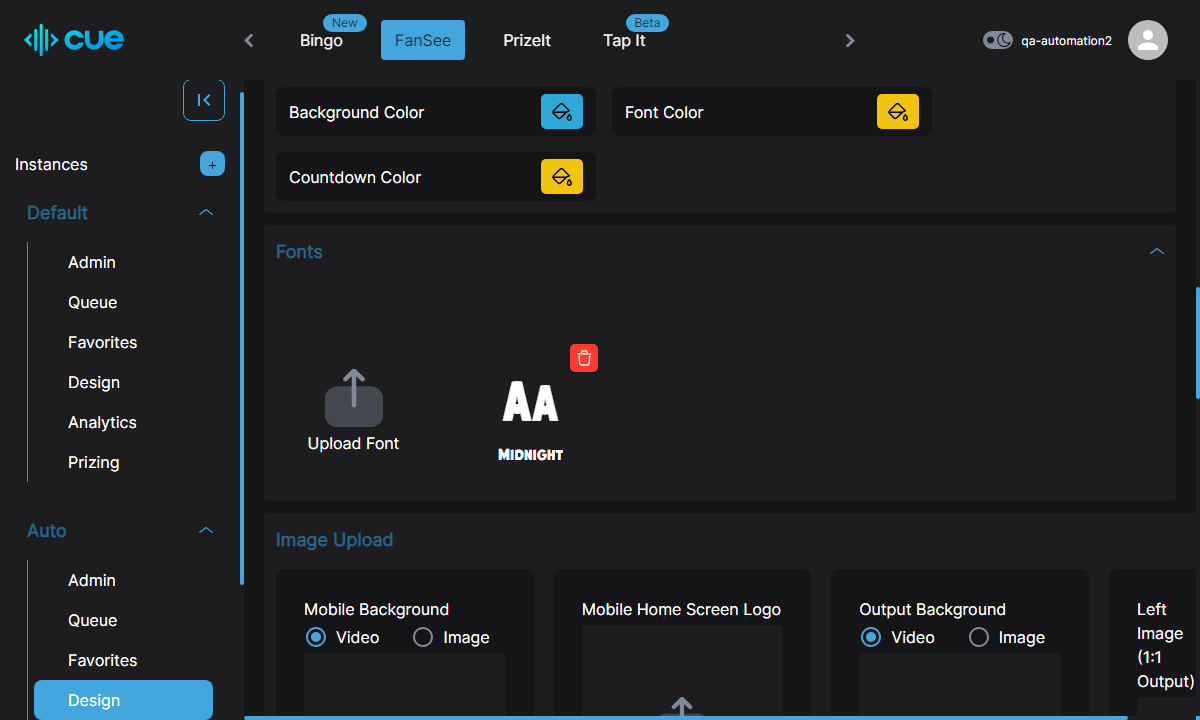 cue
New
Bingo
FanSee
PrizeIt
Beta
Tap It
qa-automation2
Instances
+
Default
Admin
Queue
Favorites
Design
Analytics
Prizing
Auto
Admin
Queue
Favorites
Design
Background Color
Font Color
Countdown Color
Fonts
Upload Font
AA
MIDNIGHT
Image Upload
Mobile Background
Video
Image
Mobile Home Screen Logo
Output Background
Video
Image
Left
Image
(1:1
Output)